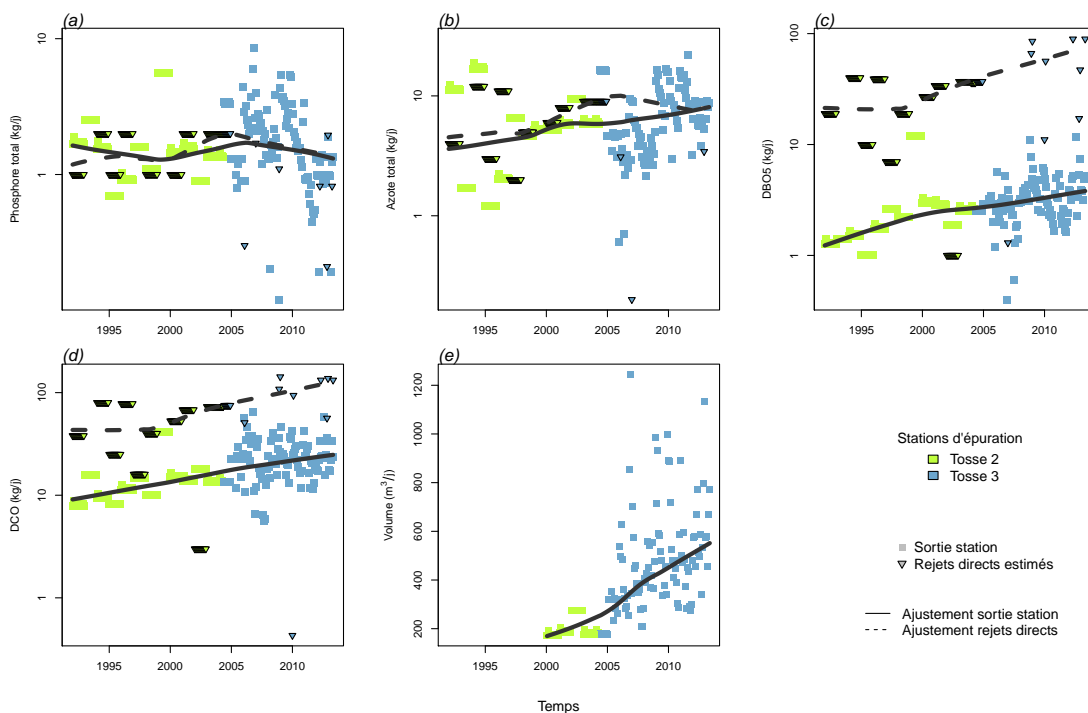 (a)
10
1
Phosphore total (kg/j)
1995
2000
2005
2010
(b)
10
1
Azote total (kg/j)
1995
2000
2005
2010
(c)
100
10
1
DBO5 (kg/j)
1995
2000
2005
2010
(d)
100
10
1
DCO (kg/j)
1995
2000
2005
2010
(e)
1200
1000
800
600
400
200
Volume (m³/j)
1995
2000
2005
2010
Stations d'épuration
Tosse 2
Tosse 3
Sortie station
Rejets directs estimés
Ajustement sortie station
Ajustement rejets directs
Temps